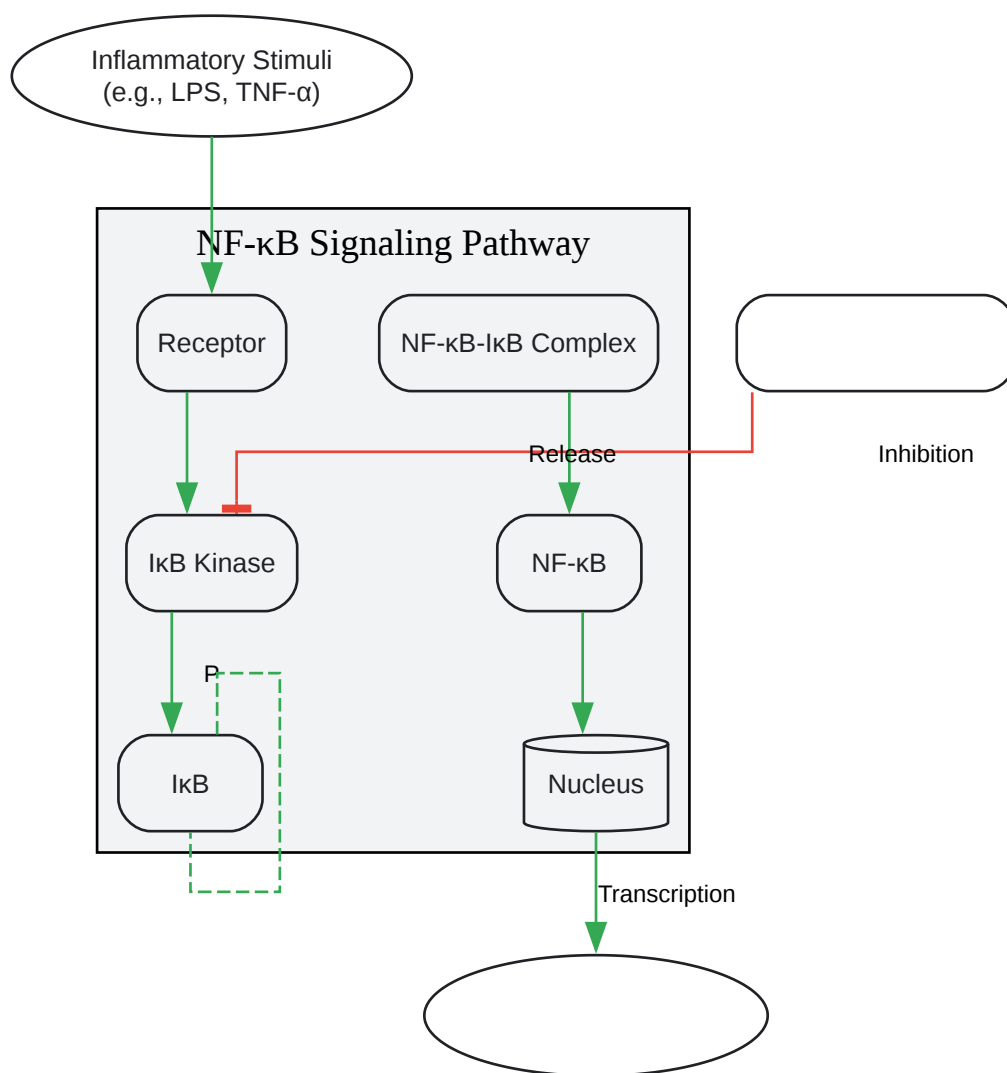 Inflammatory Stimuli
(e.g., LPS, TNF-α)
NF-κB Signaling Pathway
Receptor
NF-κB-IκB Complex
Release
Inhibition
IκB Kinase
NF-κB
P
IκB
Nucleus
Transcription